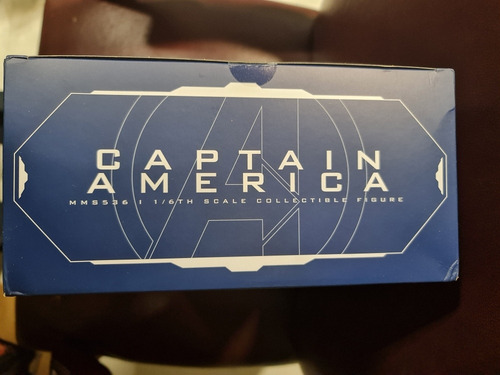 CAPTAIN
AMERICA
MMS536 | 1/6TH SCALE COLLECTIBLE FIGURE